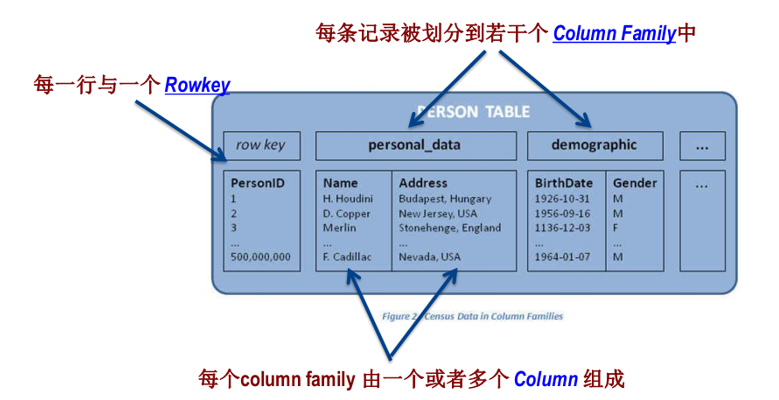 每条记录被划分到若干个 Column Family中
每一行与一个 Rowkey
PERSON TABLE
row key personal_data demographic ...
PersonID Name Address BirthDate Gender ...
1 H. Houdini Budapest, Hungary 1926-10-31 M
2 D. Copper New Jersey, USA 1956-09-16 M
3 Merlin Stonehenge, England 1136-12-03 F
... ... ... ... ...
500,000,000 F. Cadillac Nevada, USA 1964-01-07 M
Figure 2 Census Data in Column Families
每个column family 由一个或者多个 Column 组成